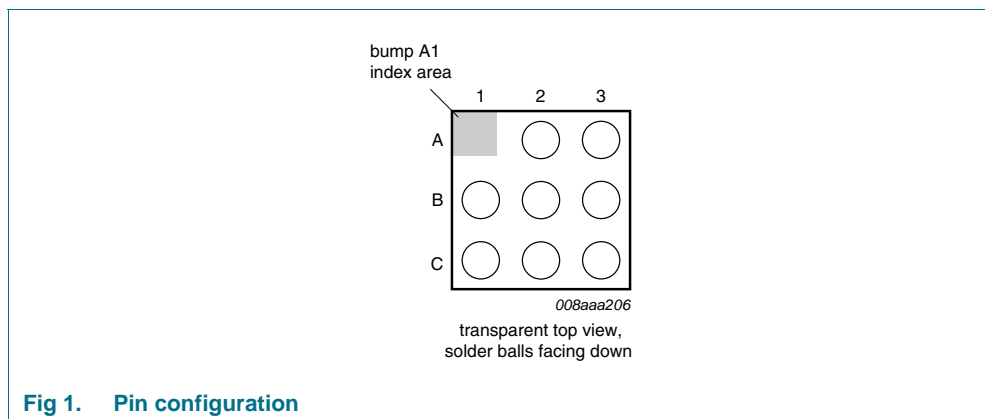 bump A1
index area
1 2 3
A
B
C
008aaa206
transparent top view,
solder balls facing down
Fig 1. Pin configuration